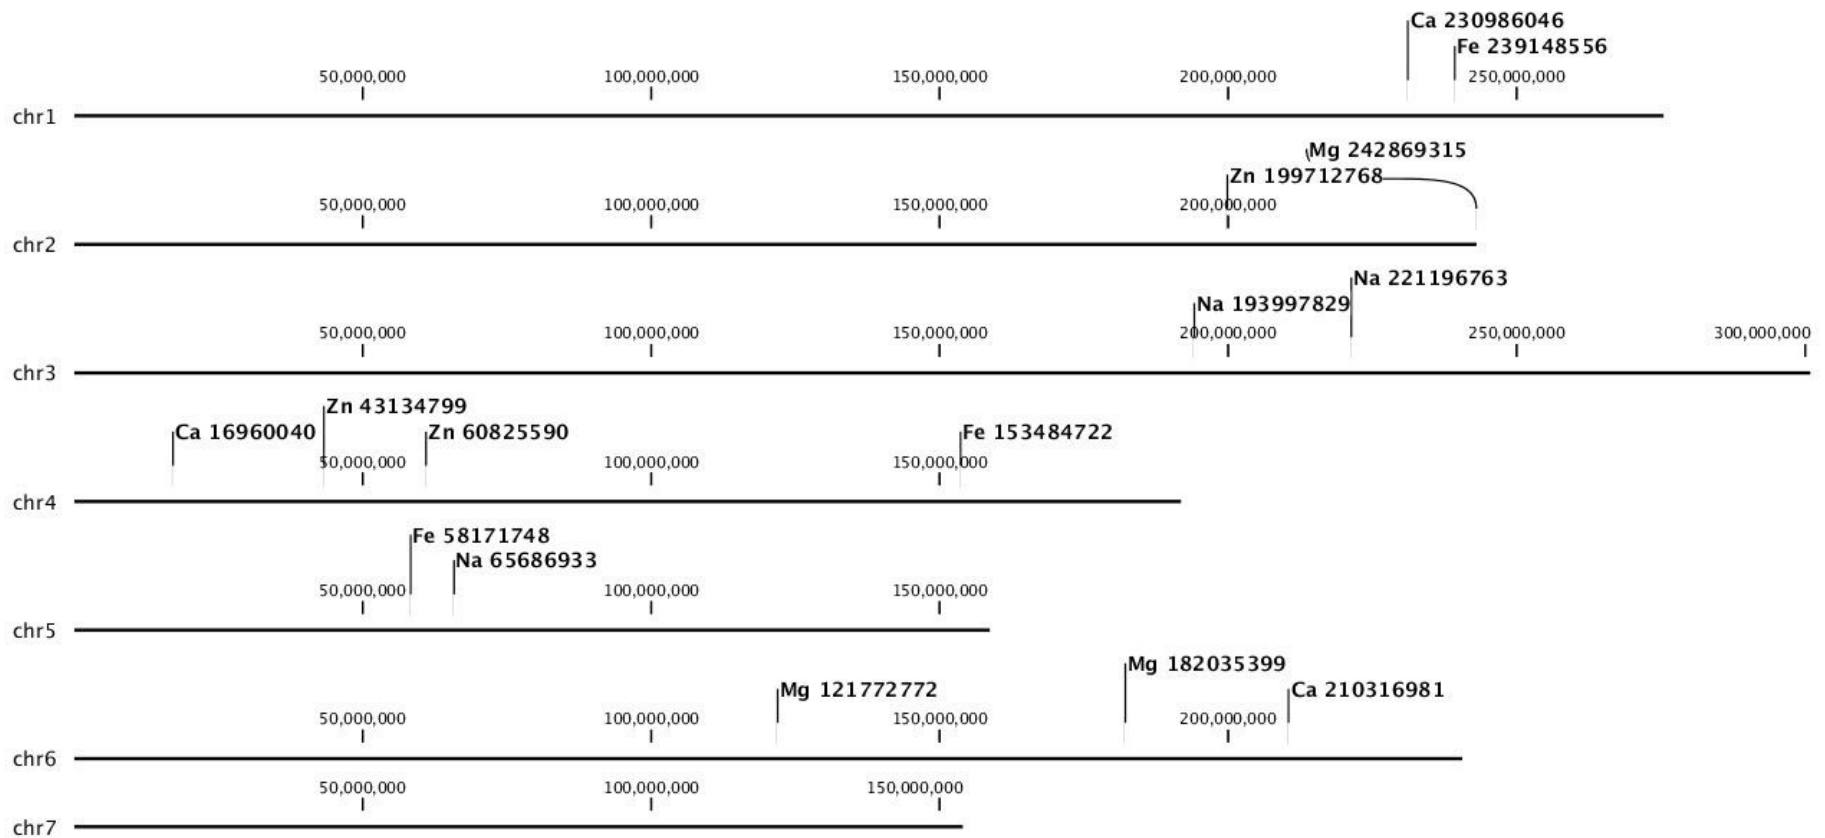 Ca 230986046
Fe 239148556
50,000,000 100,000,000 150,000,000 200,000,000 250,000,000
chr1
Mg 242869315
Zn 199712768
50,000,000 100,000,000 150,000,000 200,000,000
chr2
Na 221196763
Na 193997829
50,000,000 100,000,000 150,000,000 200,000,000 250,000,000 300,000,000
chr3
Zn 43134799
Ca 16960040 Zn 60825590 Fe 153484722
50,000,000 100,000,000 150,000,000
chr4
Fe 58171748
Na 65686933
50,000,000 100,000,000 150,000,000
chr5
Mg 182035399
Mg 121772772 Ca 210316981
50,000,000 100,000,000 150,000,000 200,000,000
chr6
50,000,000 100,000,000 150,000,000
chr7